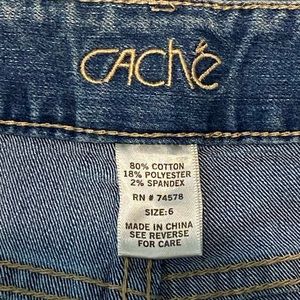 CAChé
80% COTTON
18% POLYESTER
2% SPANDEX
RN # 74578
SIZE: 6
MADE IN CHINA
SEE REVERSE
FOR CARE